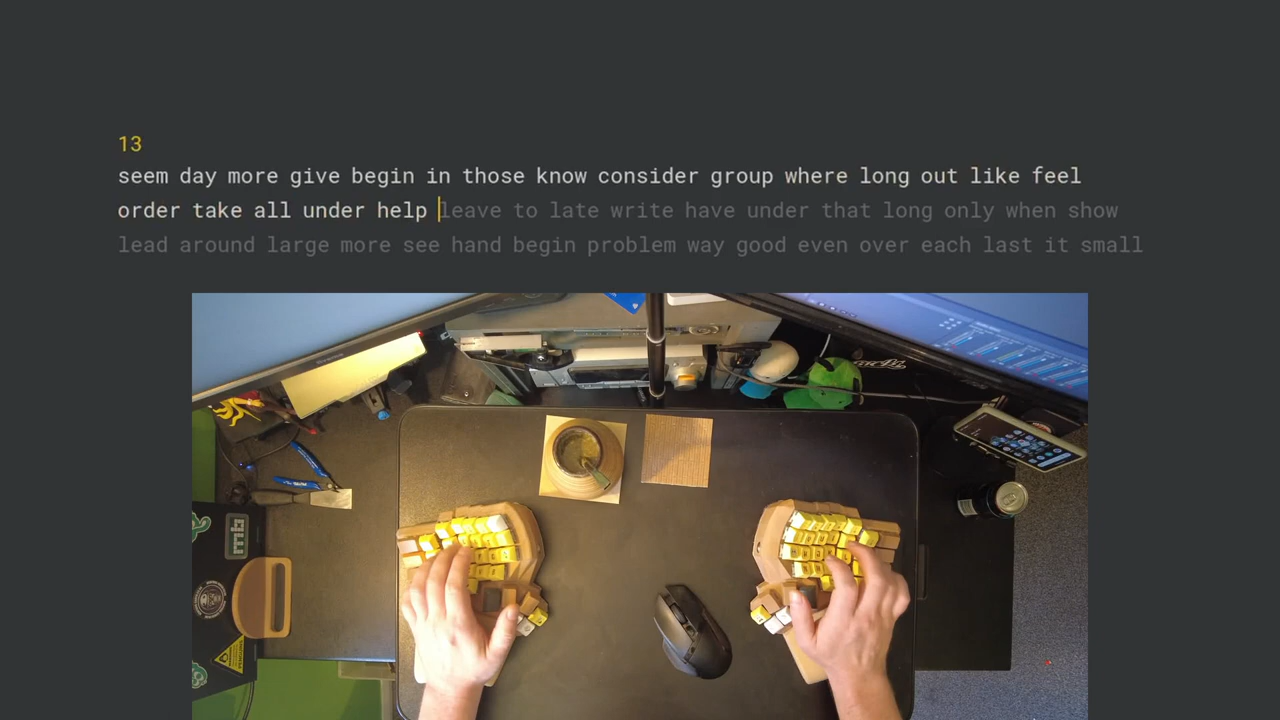 13
seem day more give begin in those know consider group where long out like feel
order take all under help leave to late write have under that long only when show
lead around large more see hand begin problem way good even over each last it small